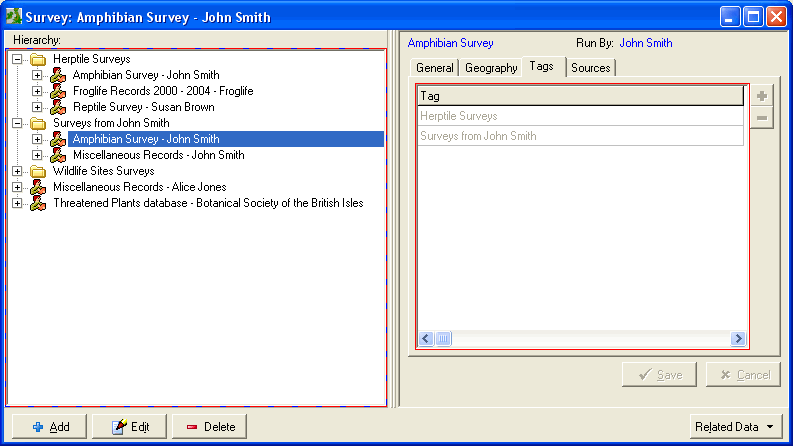 Survey: Amphibian Survey - John Smith
Hierarchy:
Herptile Surveys
Amphibian Survey - John Smith
Froglife Records 2000 - 2004 - Froglife
Reptile Survey - Susan Brown
Surveys from John Smith
Amphibian Survey - John Smith
Miscellaneous Records - John Smith
Wildlife Sites Surveys
Miscellaneous Records - Alice Jones
Threatened Plants database - Botanical Society of the British Isles
Amphibian Survey Run By: John Smith
General Geography Tags Sources
Tag
Herptile Surveys
Surveys from John Smith
Save Cancel
Add Edit Delete Related Data